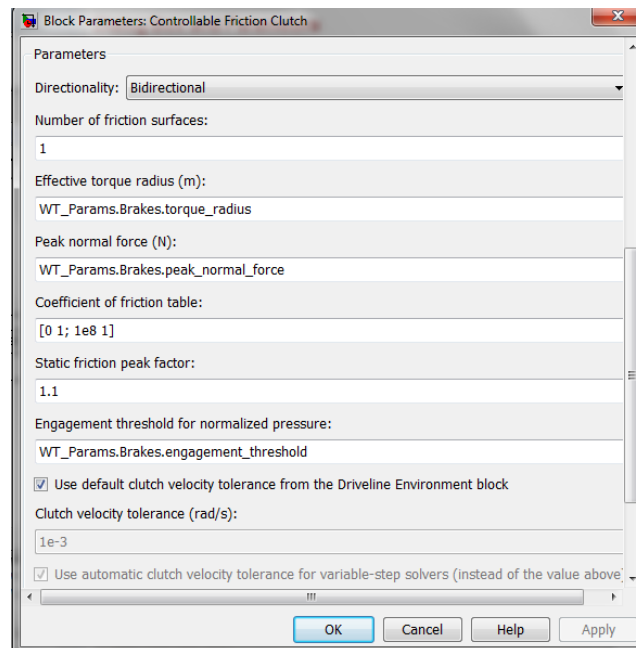 Block Parameters: Controllable Friction Clutch
Parameters
Directionality: Bidirectional
Number of friction surfaces:
1
Effective torque radius (m):
WT_Params.Brakes.torque_radius
Peak normal force (N):
WT_Params.Brakes.peak_normal_force
Coefficient of friction table:
[0 1; 1e8 1]
Static friction peak factor:
1.1
Engagement threshold for normalized pressure:
WT_Params.Brakes.engagement_threshold
Use default clutch velocity tolerance from the Driveline Environment block
Clutch velocity tolerance (rad/s):
1e-3
Use automatic clutch velocity tolerance for variable-step solvers (instead of the value above)
OK Cancel Help Apply